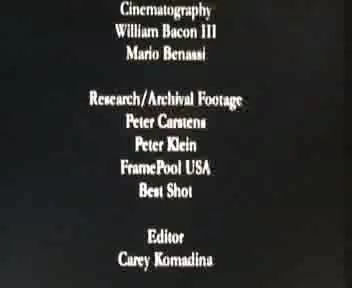 Cinematography
William Bacon III
Mario Benassi
Research/Archival Footage
Peter Carstens
Peter Klein
FramePool USA
Best Shot
Editor
Carey Komadina